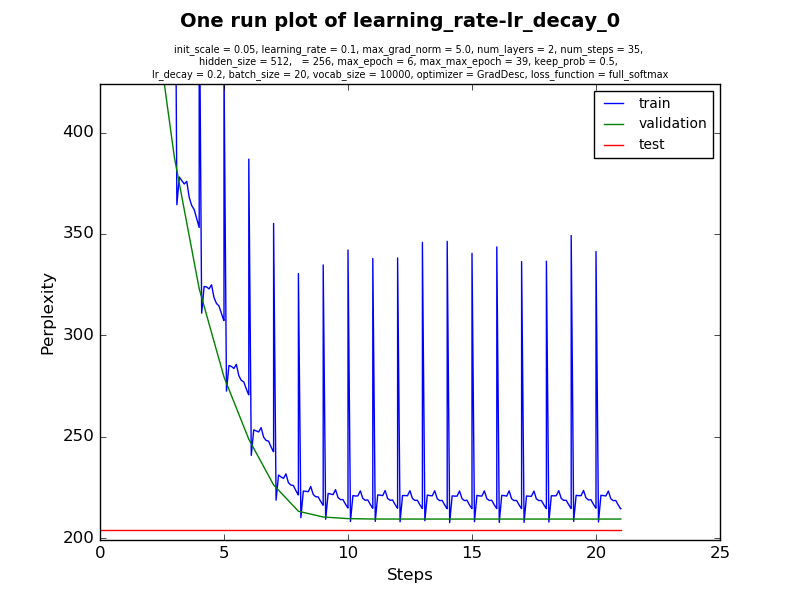 One run plot of learning_rate-lr_decay_0
init_scale = 0.05, learning_rate = 0.1, max_grad_norm = 5.0, num_layers = 2, num_steps = 35,
hidden_size = 512,   = 256, max_epoch = 6, max_max_epoch = 39, keep_prob = 0.5,
lr_decay = 0.2, batch_size = 20, vocab_size = 10000, optimizer = GradDesc, loss_function = full_softmax
train
validation
test
400
350
300
250
200
Perplexity
0 5 10 15 20 25
Steps